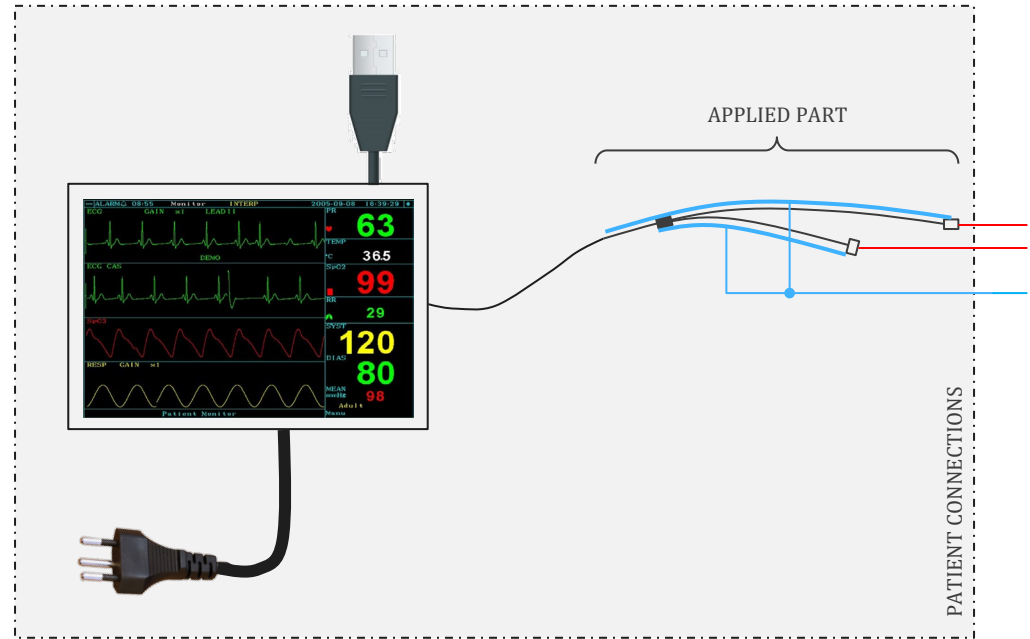 APPLIED PART
ALARM 08:55 Monitor INTERP 2005-09-08 16:39:29
ECG GAIN x1 LEAD II
PR
63
DEMO
TEMP
°C 36.5
ECG CAS
SpO2
99
RR
29
SpO2
SYST
120
DIAS
80
RESP GAIN x1
MEAN
mmHg 98
Adult
Patient Monitor
Menu
PATIENT CONNECTIONS